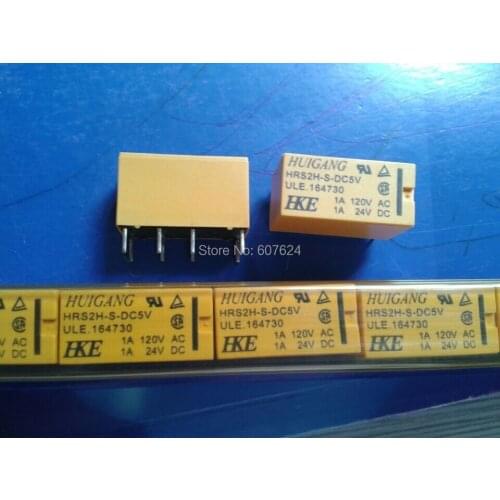 HUIGANG
HRS2H-S-DC5V
ULE.164730
HKE 1A 120V AC
1A 24V DC
Store No: 607624
AC
DC
HUIGANG
HRS2H-S-DC5V
ULE.164730
HKE 1A 120V AC
1A 24V DC
HUIGANG
HRS2H-S-DC5V
ULE.164730
HKE 1A 120V AC
1A 24V DC
HUIGANG
HRS2H-S-DC5V
ULE.164730
HKE 1A 120V AC
1A 24V DC